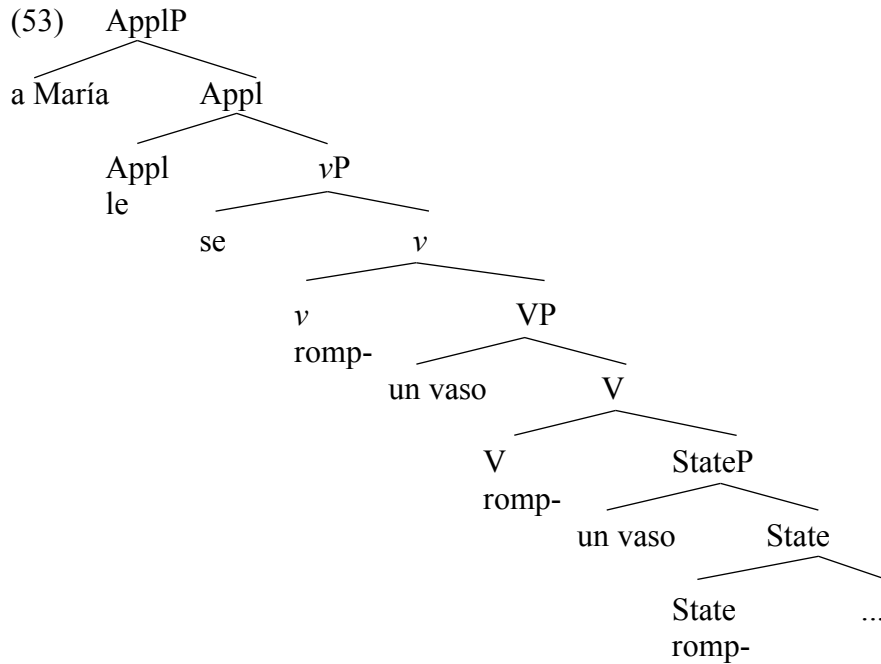 (53) ApplP
a María Appl
Appl vP
le
se v
v VP
romp-
un vaso V
V StateP
romp-
un vaso State
State ...
romp-